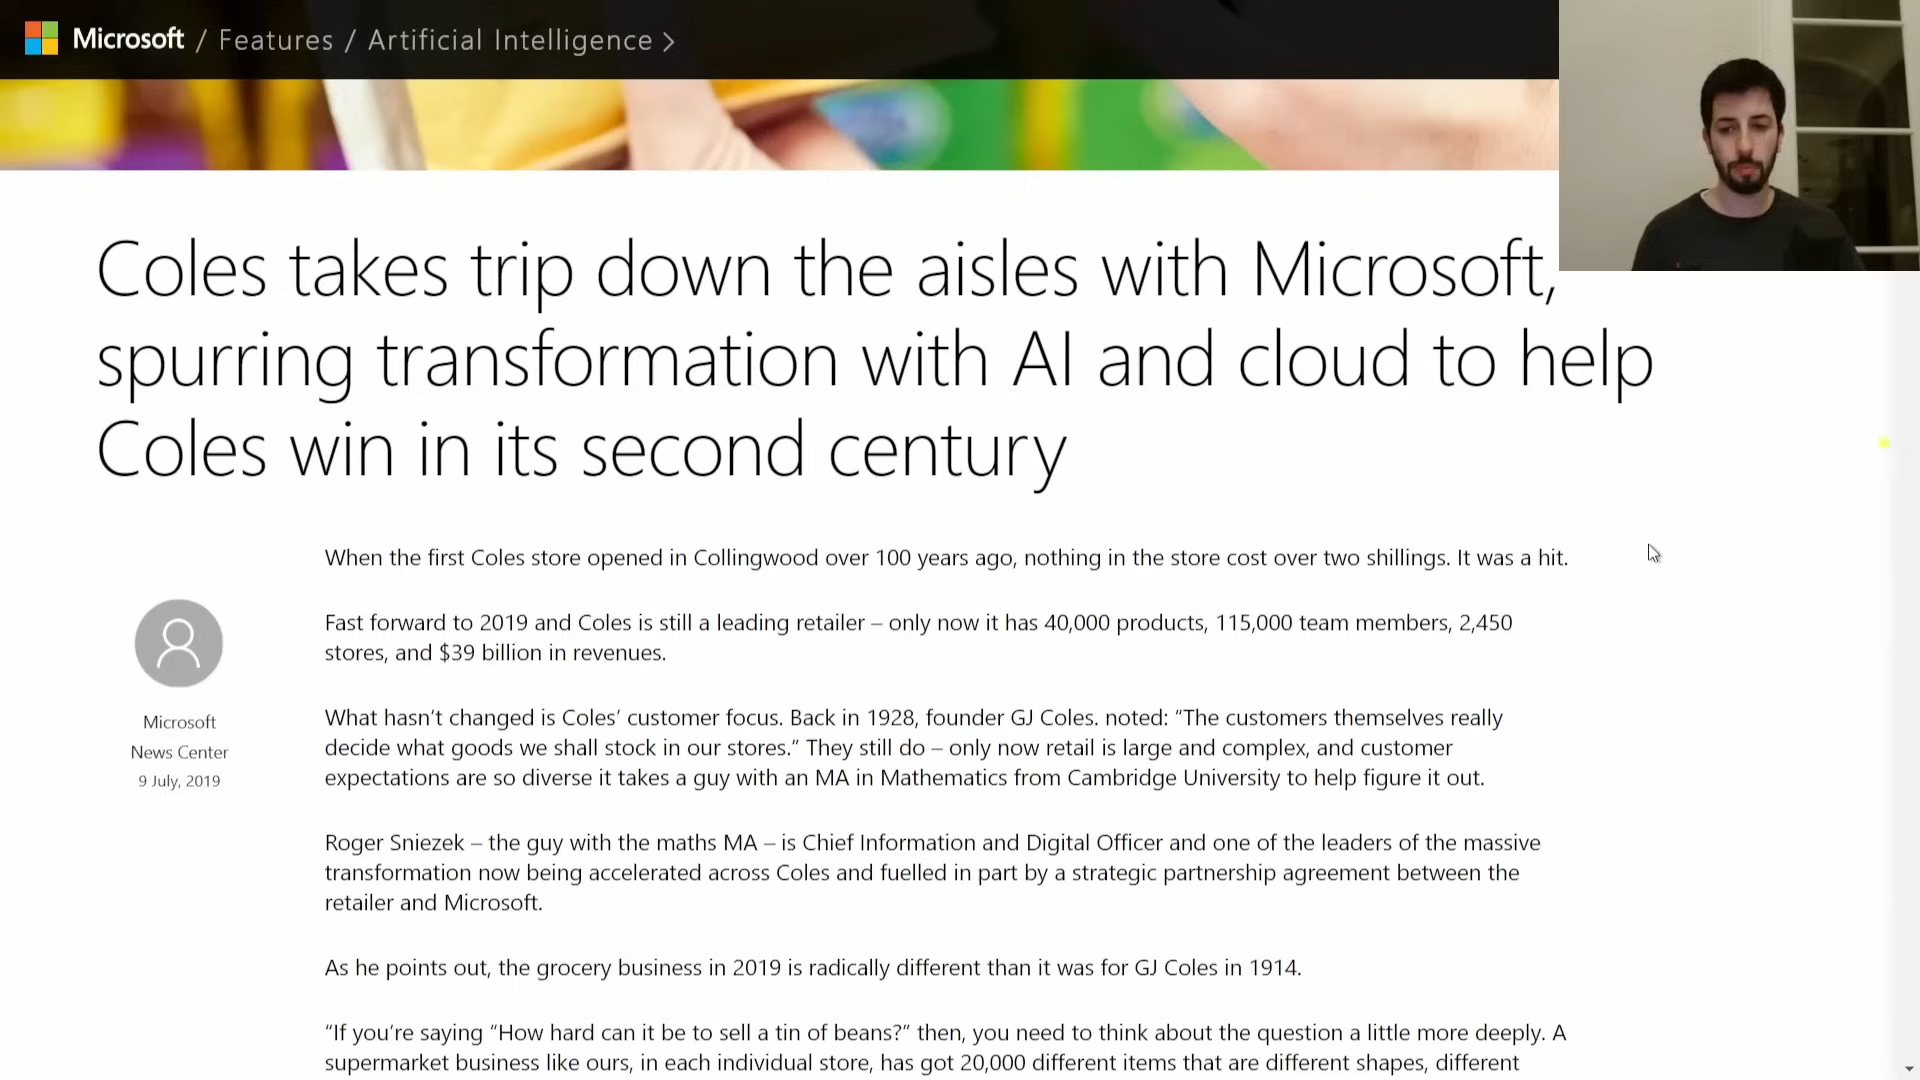 Microsoft / Features / Artificial Intelligence >
Coles takes trip down the aisles with Microsoft,
spurring transformation with AI and cloud to help
Coles win in its second century
When the first Coles store opened in Collingwood over 100 years ago, nothing in the store cost over two shillings. It was a hit.
Fast forward to 2019 and Coles is still a leading retailer – only now it has 40,000 products, 115,000 team members, 2,450
stores, and $39 billion in revenues.
Microsoft
News Center
9 July, 2019
What hasn’t changed is Coles’ customer focus. Back in 1928, founder GJ Coles. noted: “The customers themselves really
decide what goods we shall stock in our stores.” They still do – only now retail is large and complex, and customer
expectations are so diverse it takes a guy with an MA in Mathematics from Cambridge University to help figure it out.
Roger Sniezek – the guy with the maths MA – is Chief Information and Digital Officer and one of the leaders of the massive
transformation now being accelerated across Coles and fuelled in part by a strategic partnership agreement between the
retailer and Microsoft.
As he points out, the grocery business in 2019 is radically different than it was for GJ Coles in 1914.
“If you’re saying “How hard can it be to sell a tin of beans?” then, you need to think about the question a little more deeply. A
supermarket business like ours, in each individual store, has got 20,000 different items that are different shapes, different